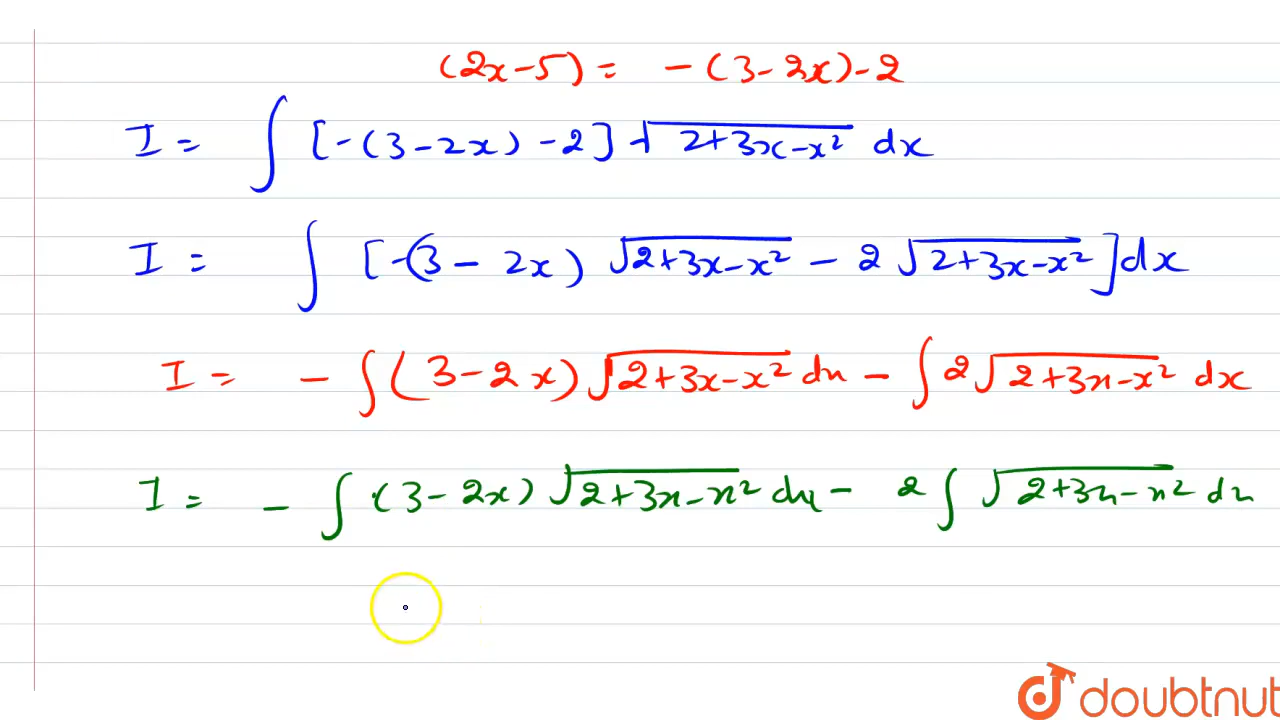 (2x-5) = -(3-2x)-2
I = ∫ [-(3-2x)-2] √2+3x-x² dx
I = ∫ [-(3-2x) √2+3x-x² - 2 √2+3x-x²] dx
I = - ∫ (3-2x) √2+3x-x² dx - ∫ 2 √2+3x-x² dx
I = - ∫ (3-2x) √2+3x-x² dx - 2 ∫ √2+3x-x² dx
doubtnut